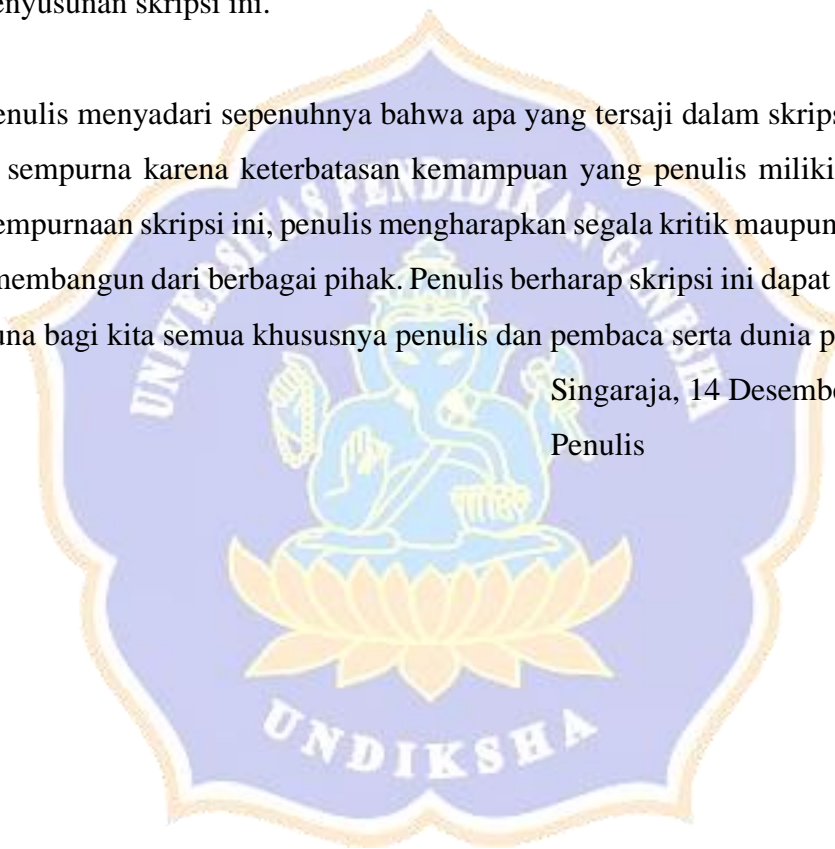 enyusunan skripsi ini.
enulis menyadari sepenuhnya bahwa apa yang tersaji dalam skrips
sempurna karena keterbatasan kemampuan yang penulis miliki
empurnaan skripsi ini, penulis mengharapkan segala kritik maupun
membangun dari berbagai pihak. Penulis berharap skripsi ini dapat
una bagi kita semua khususnya penulis dan pembaca serta dunia p
Singaraja, 14 Desembe
Penulis
UNIVERSITAS PENDIDIKAN GANESHA
UNDIKSHA